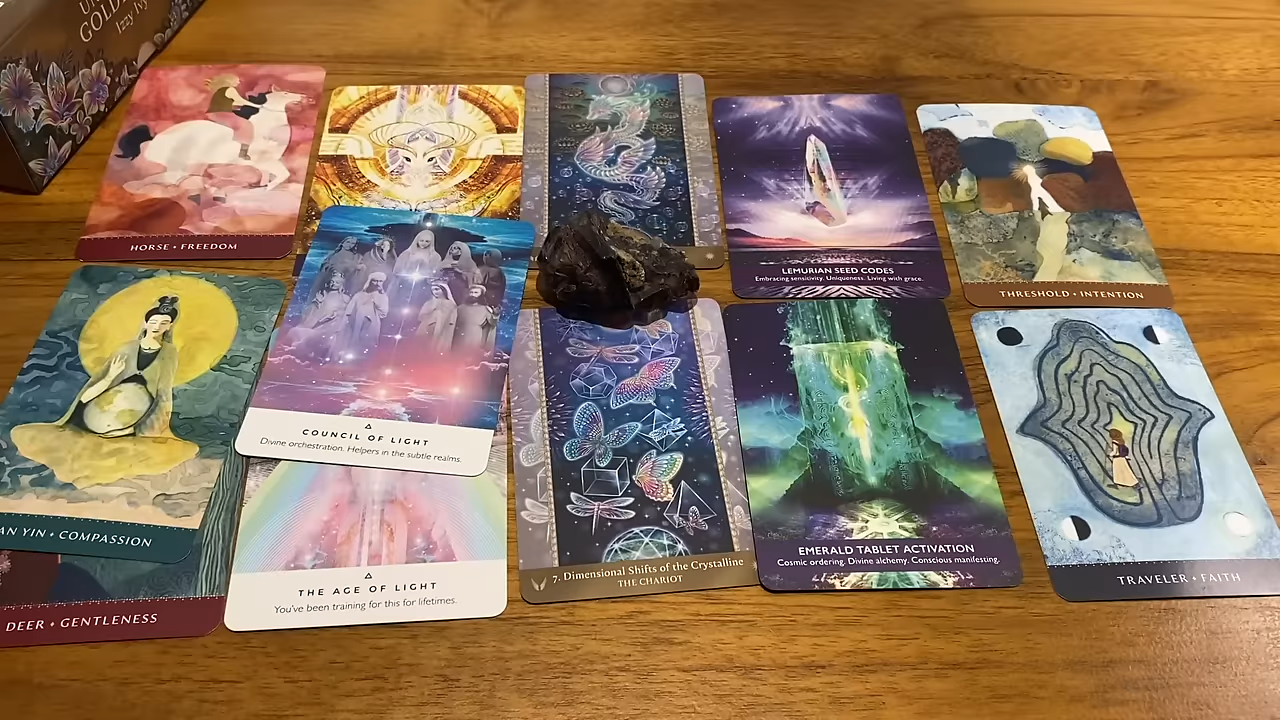 GOLD
Izzy Ivy
HORSE • FREEDOM
LEMURIAN SEED CODES
Embracing sensitivity. Uniqueness. Living with grace.
THRESHOLD • INTENTION
COUNCIL OF LIGHT
Divine orchestration. Helpers in the subtle realms.
AN YIN • COMPASSION
7. Dimensional Shifts of the Crystalline
THE CHARIOT
EMERALD TABLET ACTIVATION
Cosmic ordering. Divine alchemy. Conscious manifesting.
TRAVELER • FAITH
THE AGE OF LIGHT
You've been training for this for lifetimes.
DEER • GENTLENESS